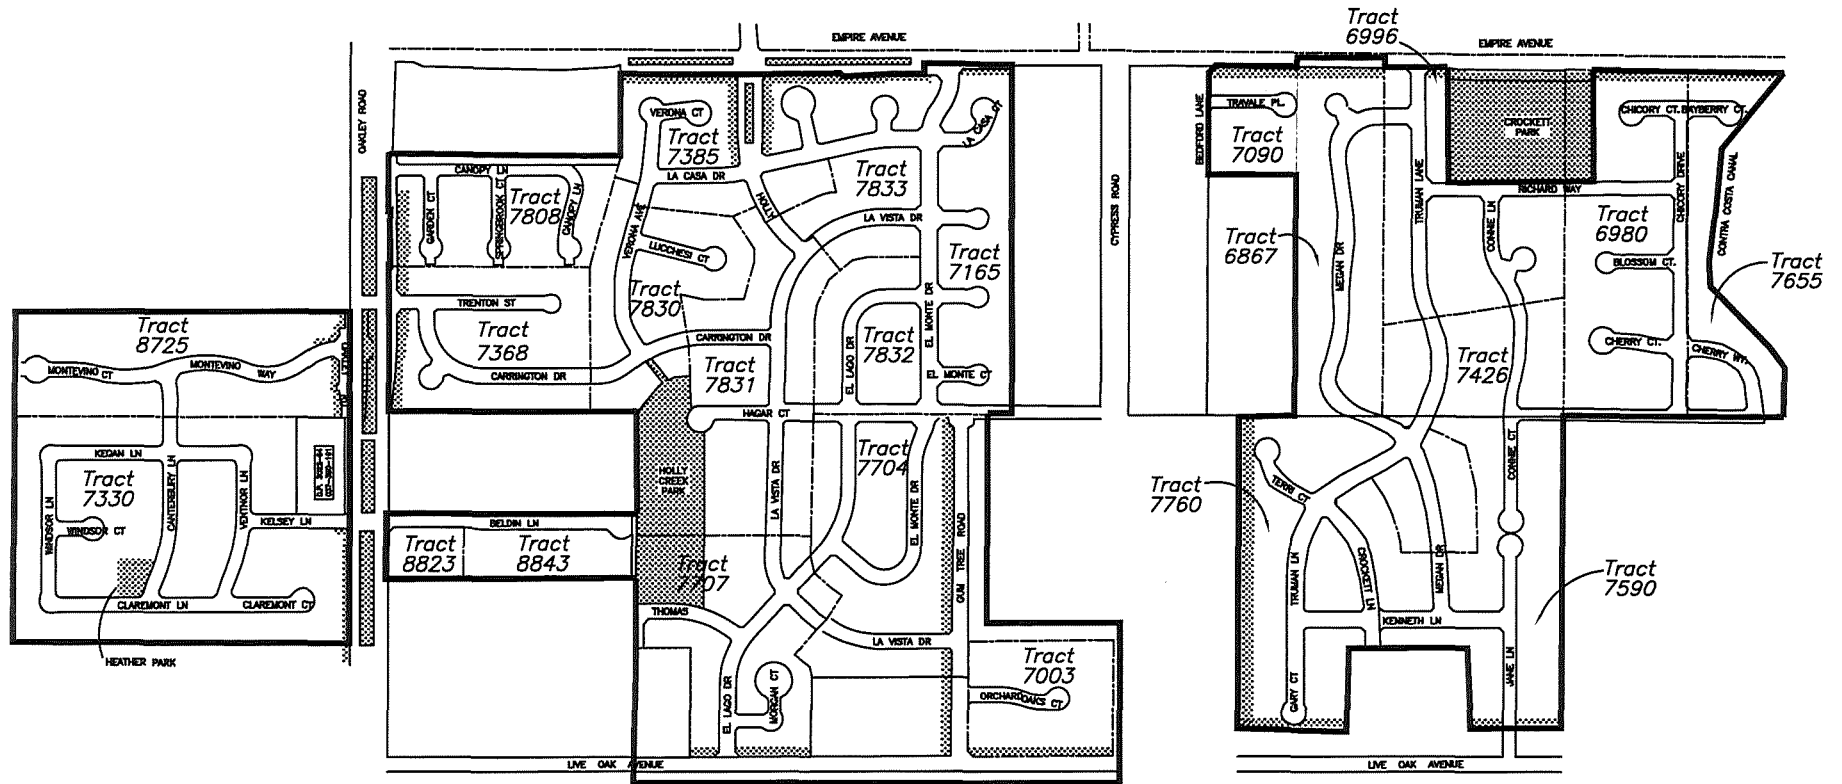 EMPIRE AVENUE
Tract
6996
EMPIRE AVENUE
OAKLEY ROAD
VERONA CT
Tract
7385
LA CASA CT
LA CASA DR
HOLLY
Tract
7833
CANOPY LN
Tract
7808
GARDEN CT
SPRINGBROOK CT
CANOPY LN
VERONA AVE
LUCCHESI CT
LA VISTA DR
Tract
7165
Tract
7830
TRENTON ST
Tract
7368
CARRINGTON DR
CARRINGTON DR
Tract
7831
EL LAGO DR
Tract
7832
EL MONTE DR
EL MONTE CT
CYPRESS ROAD
BEDFORD LANE
TRAVALE PL.
Tract
7090
CROCKETT
PARK
CHICORY CT.
BAYBERRY CT.
TRUMAN LANE
RICHARD WAY
CHICORY DRIVE
CONTRA COSTA CANAL
Tract
6867
MEGAN DR
CONNIE LN
Tract
6980
BLOSSOM CT.
Tract
7655
CHERRY CT.
CHERRY WY.
Tract
7426
Tract
8725
MONTEVINO CT
MONTEVINO
WAY
KEGAN LN
Tract
7330
WINDSOR LN
WINDSOR CT
CANTERBURY LN
VENTNOR LN
KELSEY LN
CLAREMONT LN
CLAREMONT CT
HEATHER PARK
HAGAR CT
HOLLY
CREEK
PARK
LA VISTA DR
Tract
7704
EL MONTE DR
GUM TREE ROAD
BELDIN LN
Tract
8823
Tract
8843
Tract
7707
THOMAS
LA VISTA DR
EL LAGO DR
MORGAN CT
Tract
7003
ORCHARD OAKS CT
LIVE OAK AVENUE
Tract
7760
TERRI CT
TRUMAN LN
CROCKETT LN
MEGAN DR
CONNIE CT
Tract
7590
KENNETH LN
GARY CT
JANE LN
LIVE OAK AVENUE